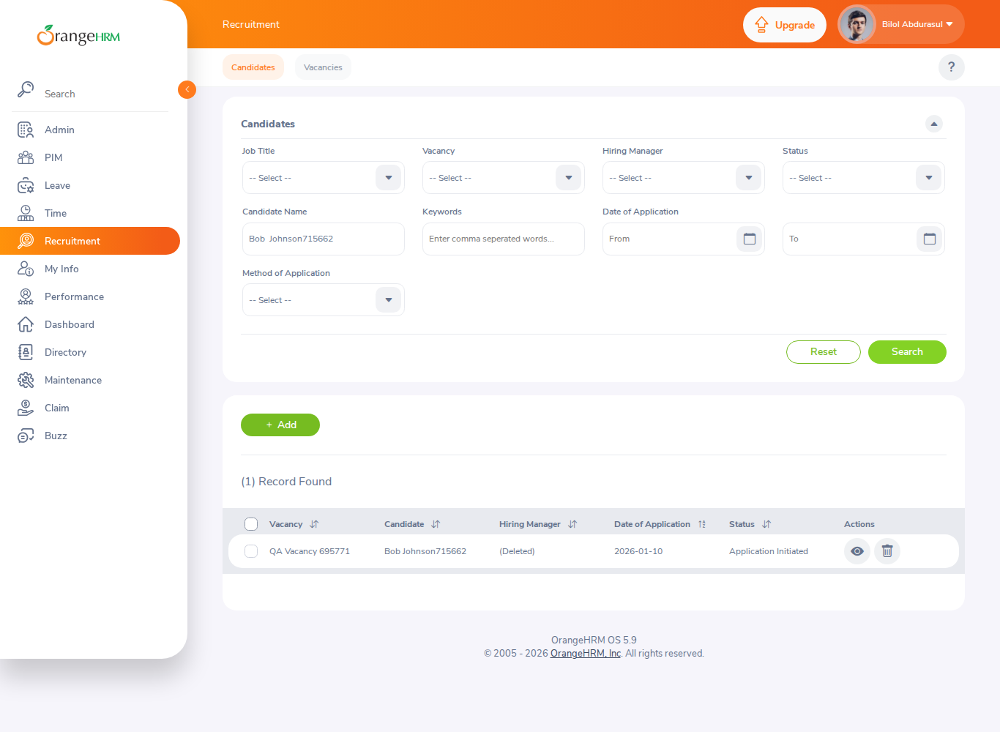 OrangeHRM
Recruitment
Upgrade
Bilol Abdurasul
Candidates
Vacancies
?
Search
Admin
PIM
Leave
Time
Recruitment
My Info
Performance
Dashboard
Directory
Maintenance
Claim
Buzz
Candidates
Job Title Vacancy Hiring Manager Status
-- Select -- -- Select -- -- Select -- -- Select --
Candidate Name Keywords Date of Application
Bob  Johnson715662 Enter comma seperated words... From To
Method of Application
-- Select --
Reset Search
+ Add
(1) Record Found
Vacancy Candidate Hiring Manager Date of Application Status Actions
QA Vacancy 695771 Bob Johnson715662 (Deleted) 2026-01-10 Application Initiated
OrangeHRM OS 5.9
© 2005 - 2026 OrangeHRM, Inc. All rights reserved.